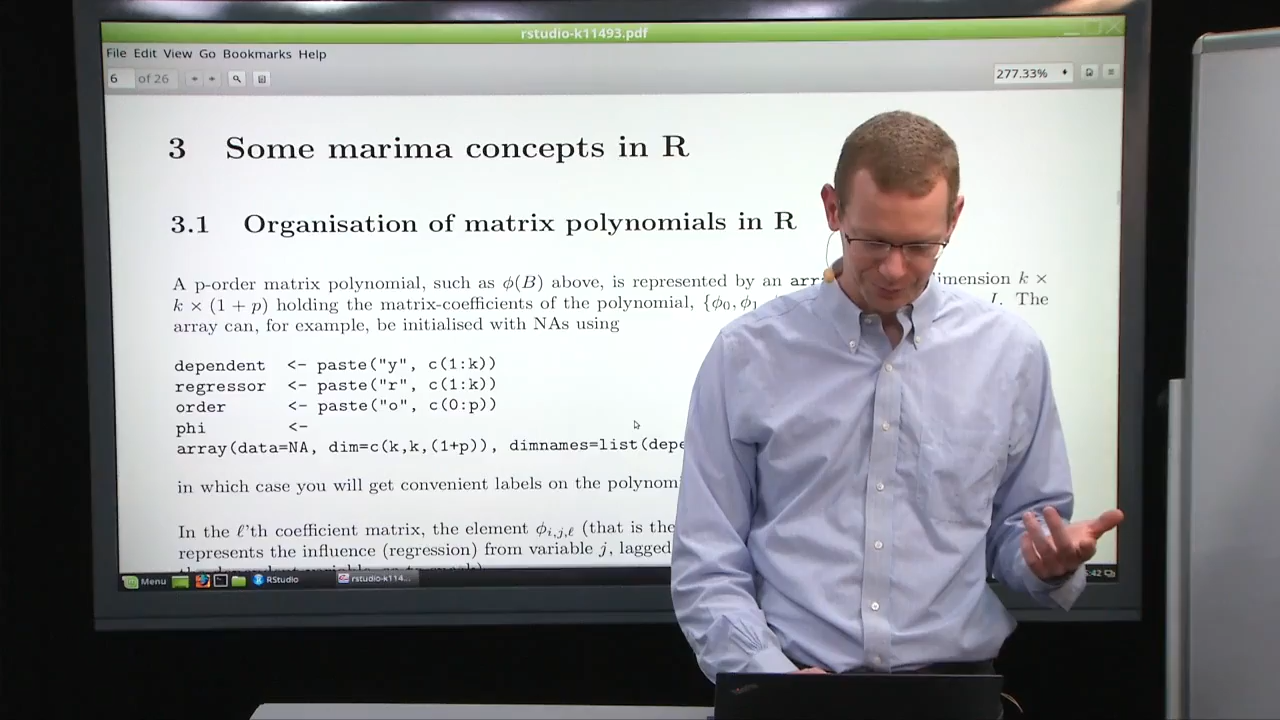 rstudio-k11493.pdf
File Edit View Go Bookmarks Help
6 of 26
277.33%
3 Some marima concepts in R
3.1 Organisation of matrix polynomials in R
A p-order matrix polynomial, such as ϕ(B) above, is represented by an k ×
k × (1 + p) holding the matrix-coefficients of the polynomial, {ϕ0, ϕ1 I. The
array can, for example, be initialised with NAs using
dependent <- paste("y", c(1:k))
regressor <- paste("r", c(1:k))
order <- paste("o", c(0:p))
phi <-
array(data=NA, dim=c(k,k,(1+p)), dimnames=list(
in which case you will get convenient labels on the
In the ℓ'th coefficient matrix, the element ϕi,j,ℓ (that is the
represents the influence (regression) from variable j, lagged
Menu RStudio rstudio-k114...